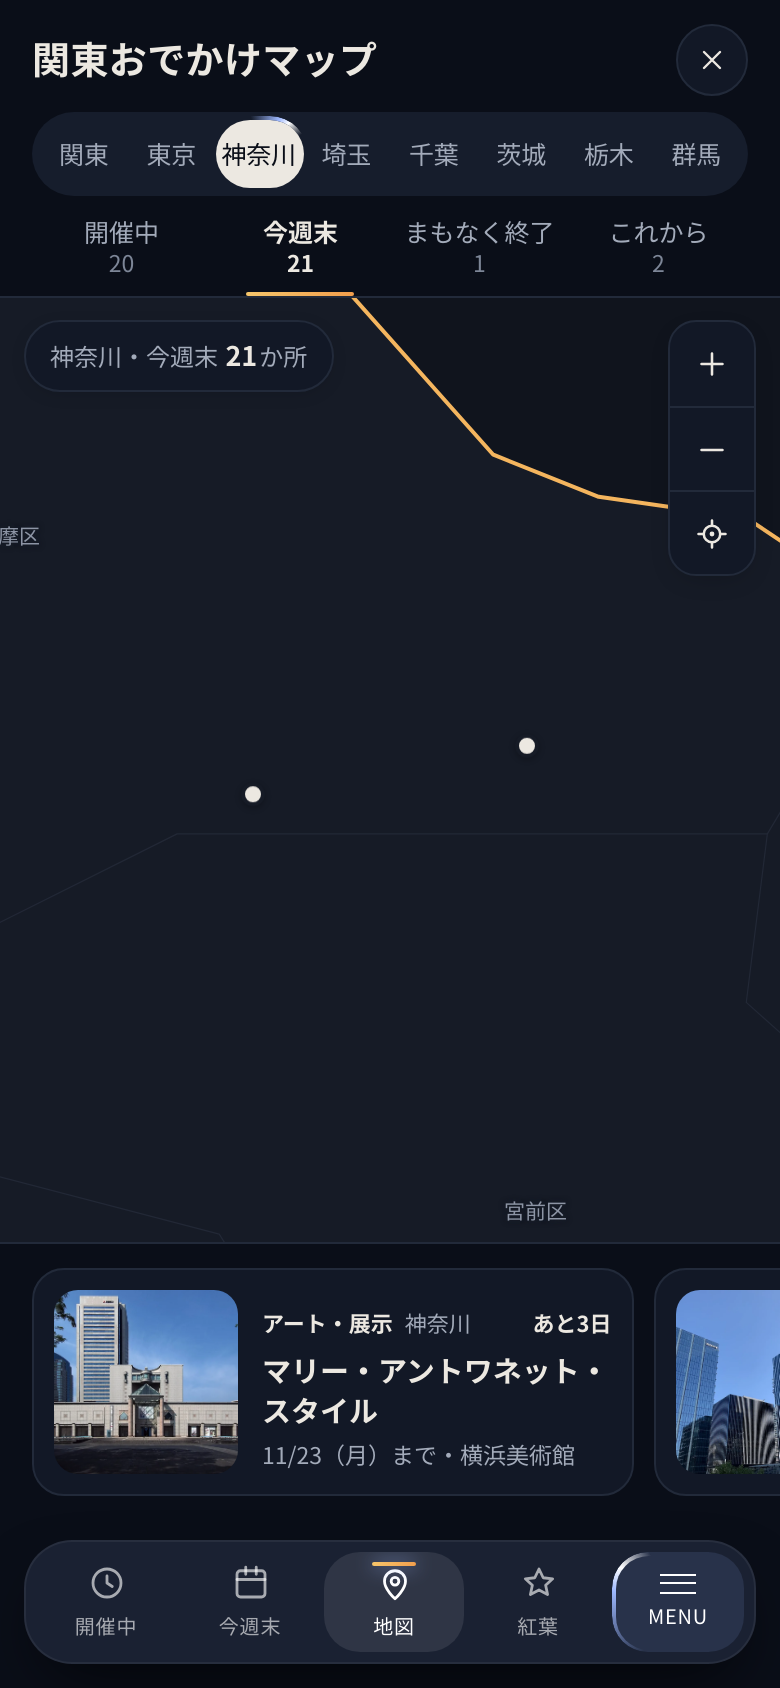 関東おでかけマップ
関東 東京 神奈川 埼玉 千葉 茨城 栃木 群馬
開催中 今週末 まもなく終了 これから
20 21 1 2
神奈川・今週末 21か所
摩区
宮前区
アート・展示 神奈川 あと3日
マリー・アントワネット・
スタイル
11/23（月）まで・横浜美術館
開催中 今週末 地図 紅葉 MENU